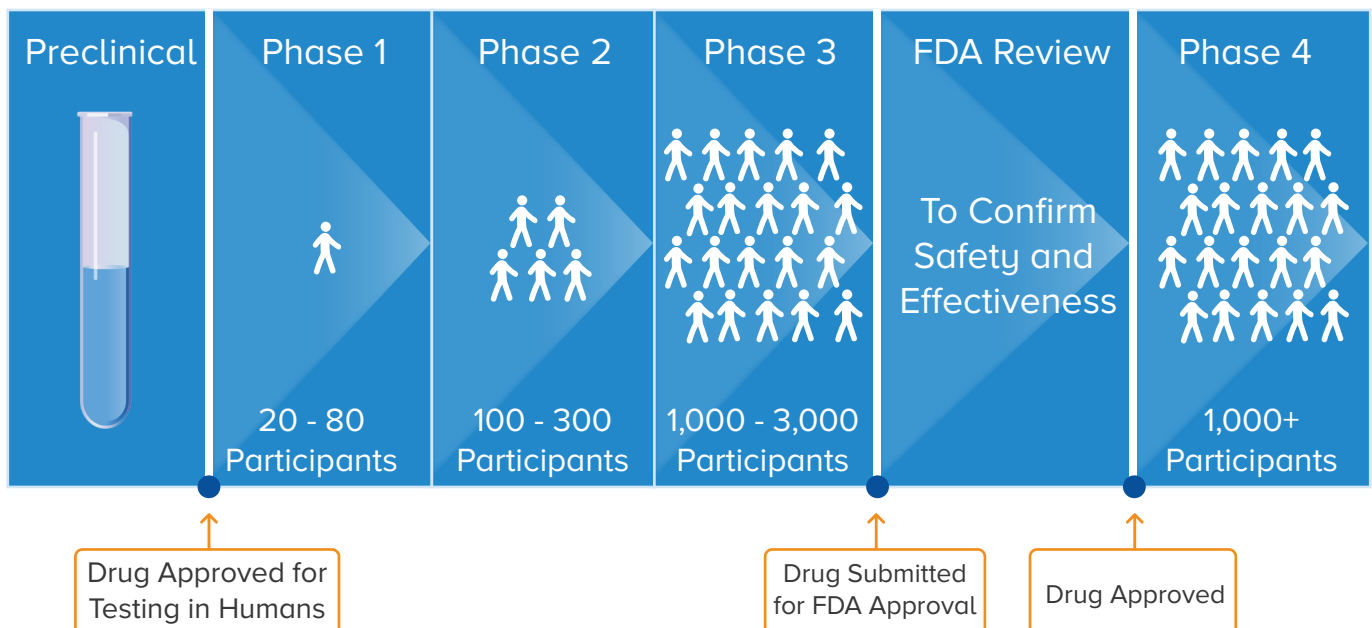 Preclinical
Phase 1
Phase 2
Phase 3
FDA Review
Phase 4
To Confirm
Safety and
Effectiveness
20 - 80
Participants
100 - 300
Participants
1,000 - 3,000
Participants
1,000+
Participants
Drug Approved for
Testing in Humans
Drug Submitted
for FDA Approval
Drug Approved